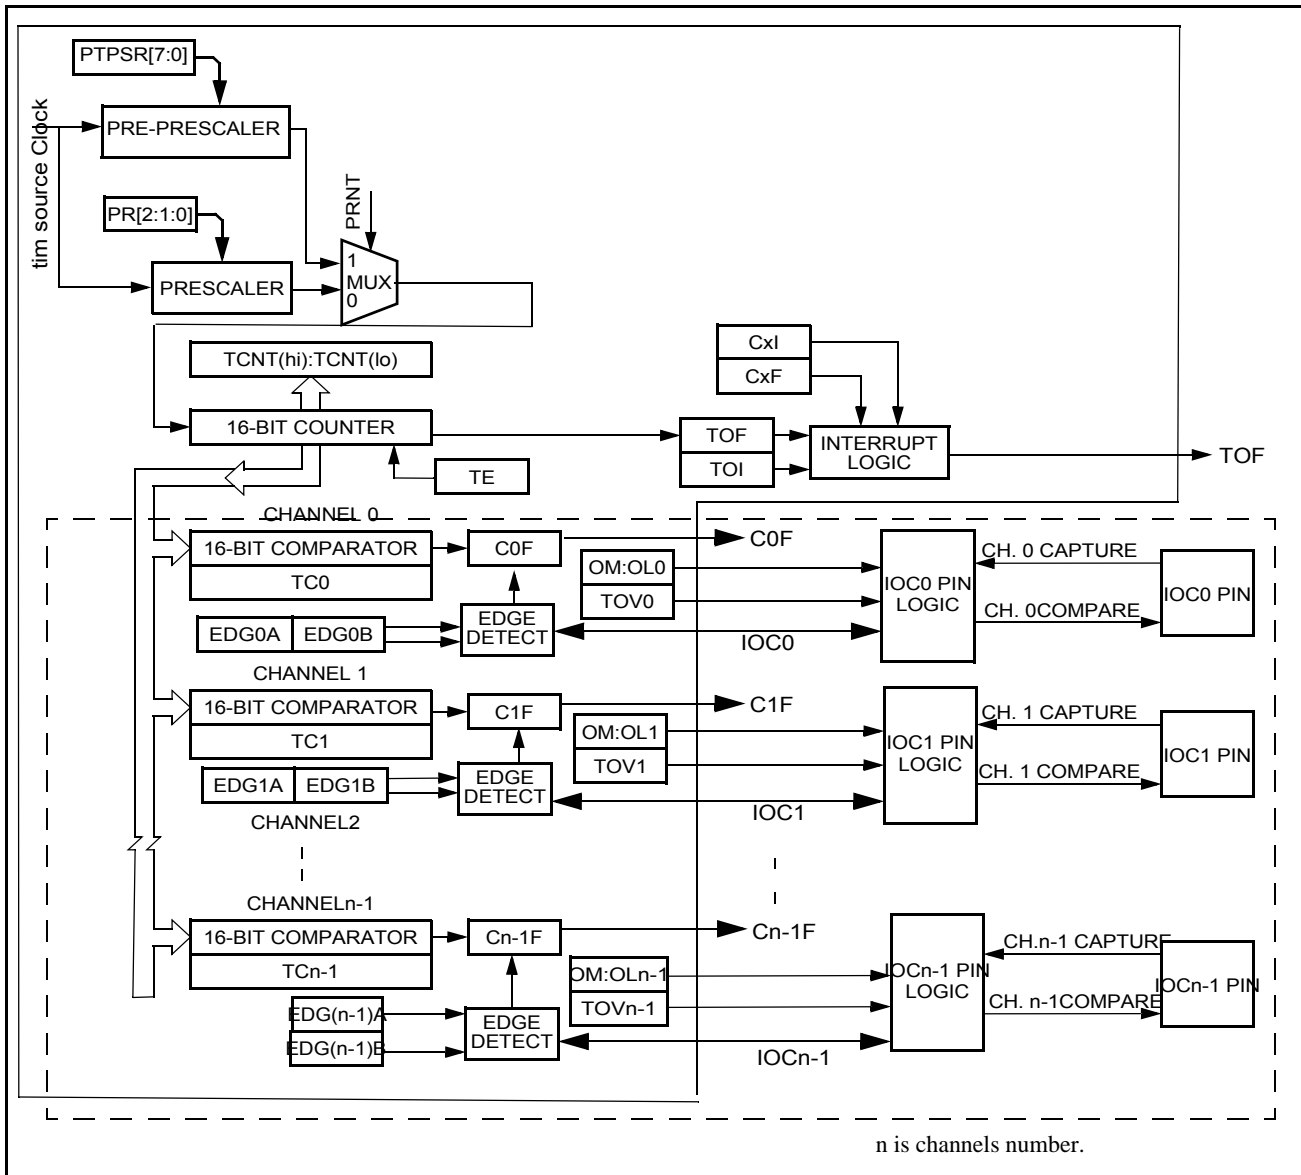 PTPSR[7:0]
tim source Clock
PRE-PRESCALER
PR[2:1:0]
PRNT
PRESCALER
1
MUX
0
TCNT(hi):TCNT(lo)
CxI
CxF
16-BIT COUNTER
TOF
TOI
INTERRUPT
LOGIC
TOF
TE
CHANNEL 0
16-BIT COMPARATOR
TC0
C0F
C0F
OM:OL0
TOV0
EDG0A
EDG0B
EDGE
DETECT
IOC0
IOC0 PIN
LOGIC
CH. 0 CAPTURE
CH. 0COMPARE
IOC0 PIN
CHANNEL 1
16-BIT COMPARATOR
TC1
C1F
C1F
OM:OL1
TOV1
EDG1A
EDG1B
EDGE
DETECT
IOC1
IOC1 PIN
LOGIC
CH. 1 CAPTURE
CH. 1 COMPARE
IOC1 PIN
CHANNEL2
CHANNELn-1
16-BIT COMPARATOR
TCn-1
Cn-1F
Cn-1F
OM:OLn-1
TOVn-1
EDG(n-1)A
EDG(n-1)B
EDGE
DETECT
IOCn-1
IOCn-1 PIN
LOGIC
CH.n-1 CAPTURE
CH. n-1COMPARE
IOCn-1 PIN
n is channels number.